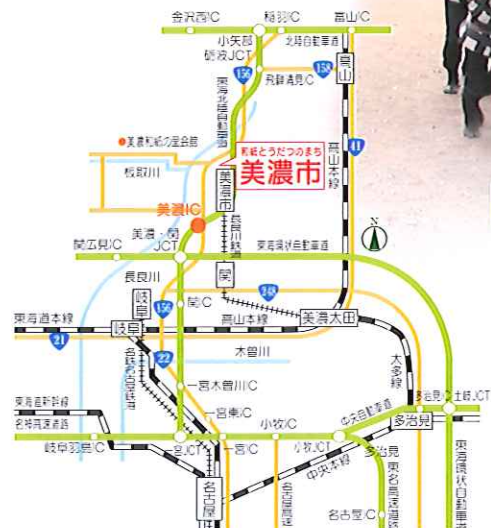 金沢西IC
稲羽IC
富山IC
小矢部
砺波JCT
北陸自動車道
156
158
飛騨清見IC
高山
東海北陸自動車道
41
美濃和紙の里会館
和紙とうだつのまち
美濃市
板取川
高山本線
美濃市
美濃IC
長良川鉄道
N
美濃・関
JCT
関広見IC
東海環状自動車道
長良川
関
248
岐阜
156
関IC
美濃太田
東海道本線
岐阜
高山本線
21
名鉄名古屋鉄道
22
木曽川
太多線
一宮木曽川IC
東海道新幹線
一宮東IC
中央自動車道
多治見IC
土岐JCT
名神高速道路
小牧IC
多治見
岐阜羽島IC
一宮JCT
一宮IC
小牧JCT
多治見
中央本線
名古屋
名古屋高速
東名高速道路
東海環状自動車道
名古屋IC